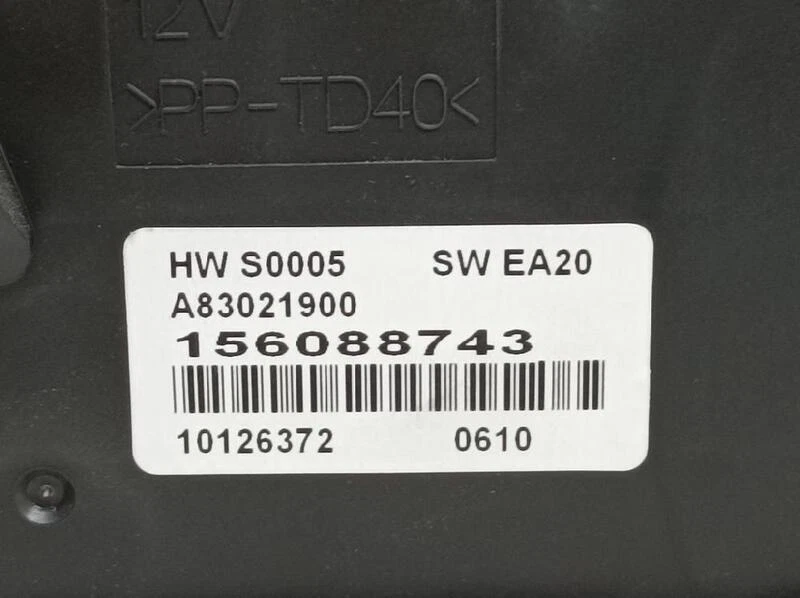 12V
>PP-TD40<
HW S0005 SW EA20
A83021900
156088743
10126372 0610